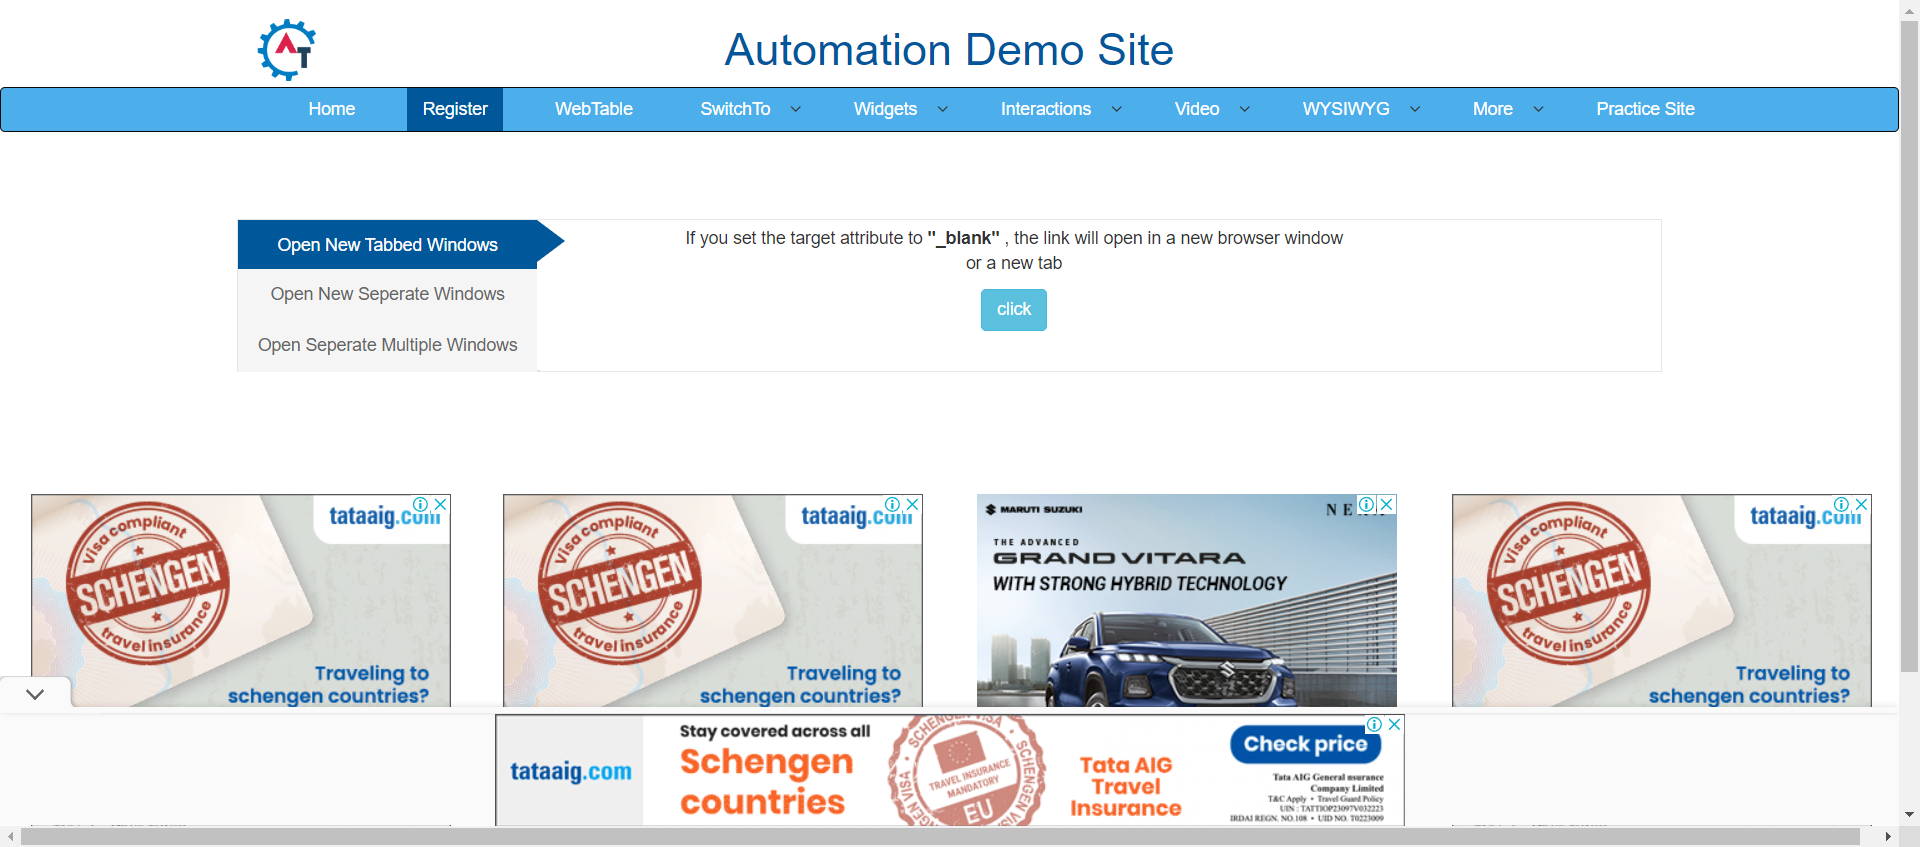 AT
Automation Demo Site
Home Register WebTable SwitchTo Widgets Interactions Video WYSIWYG More Practice Site
Open New Tabbed Windows
Open New Seperate Windows
Open Seperate Multiple Windows
If you set the target attribute to "_blank" , the link will open in a new browser window
or a new tab
click
tataaig.com
Visa compliant
SCHENGEN
travel insurance
Traveling to
schengen countries?
tataaig.com
Visa compliant
SCHENGEN
travel insurance
Traveling to
schengen countries?
MARUTI SUZUKI
THE ADVANCED
GRAND VITARA
WITH STRONG HYBRID TECHNOLOGY
tataaig.com
Visa compliant
SCHENGEN
travel insurance
Traveling to
schengen countries?
tataaig.com
Stay covered across all
Schengen
countries
SCHENGEN VISA
TRAVEL INSURANCE
MANDATORY
EU
Tata AIG
Travel
Insurance
Check price
Tata AIG General nsurance
Company Limited
T&C Apply • Travel Guard Policy
UIN : TATTIOP23097V032223
IRDAI REGN. NO.108 • UID NO. T0223009